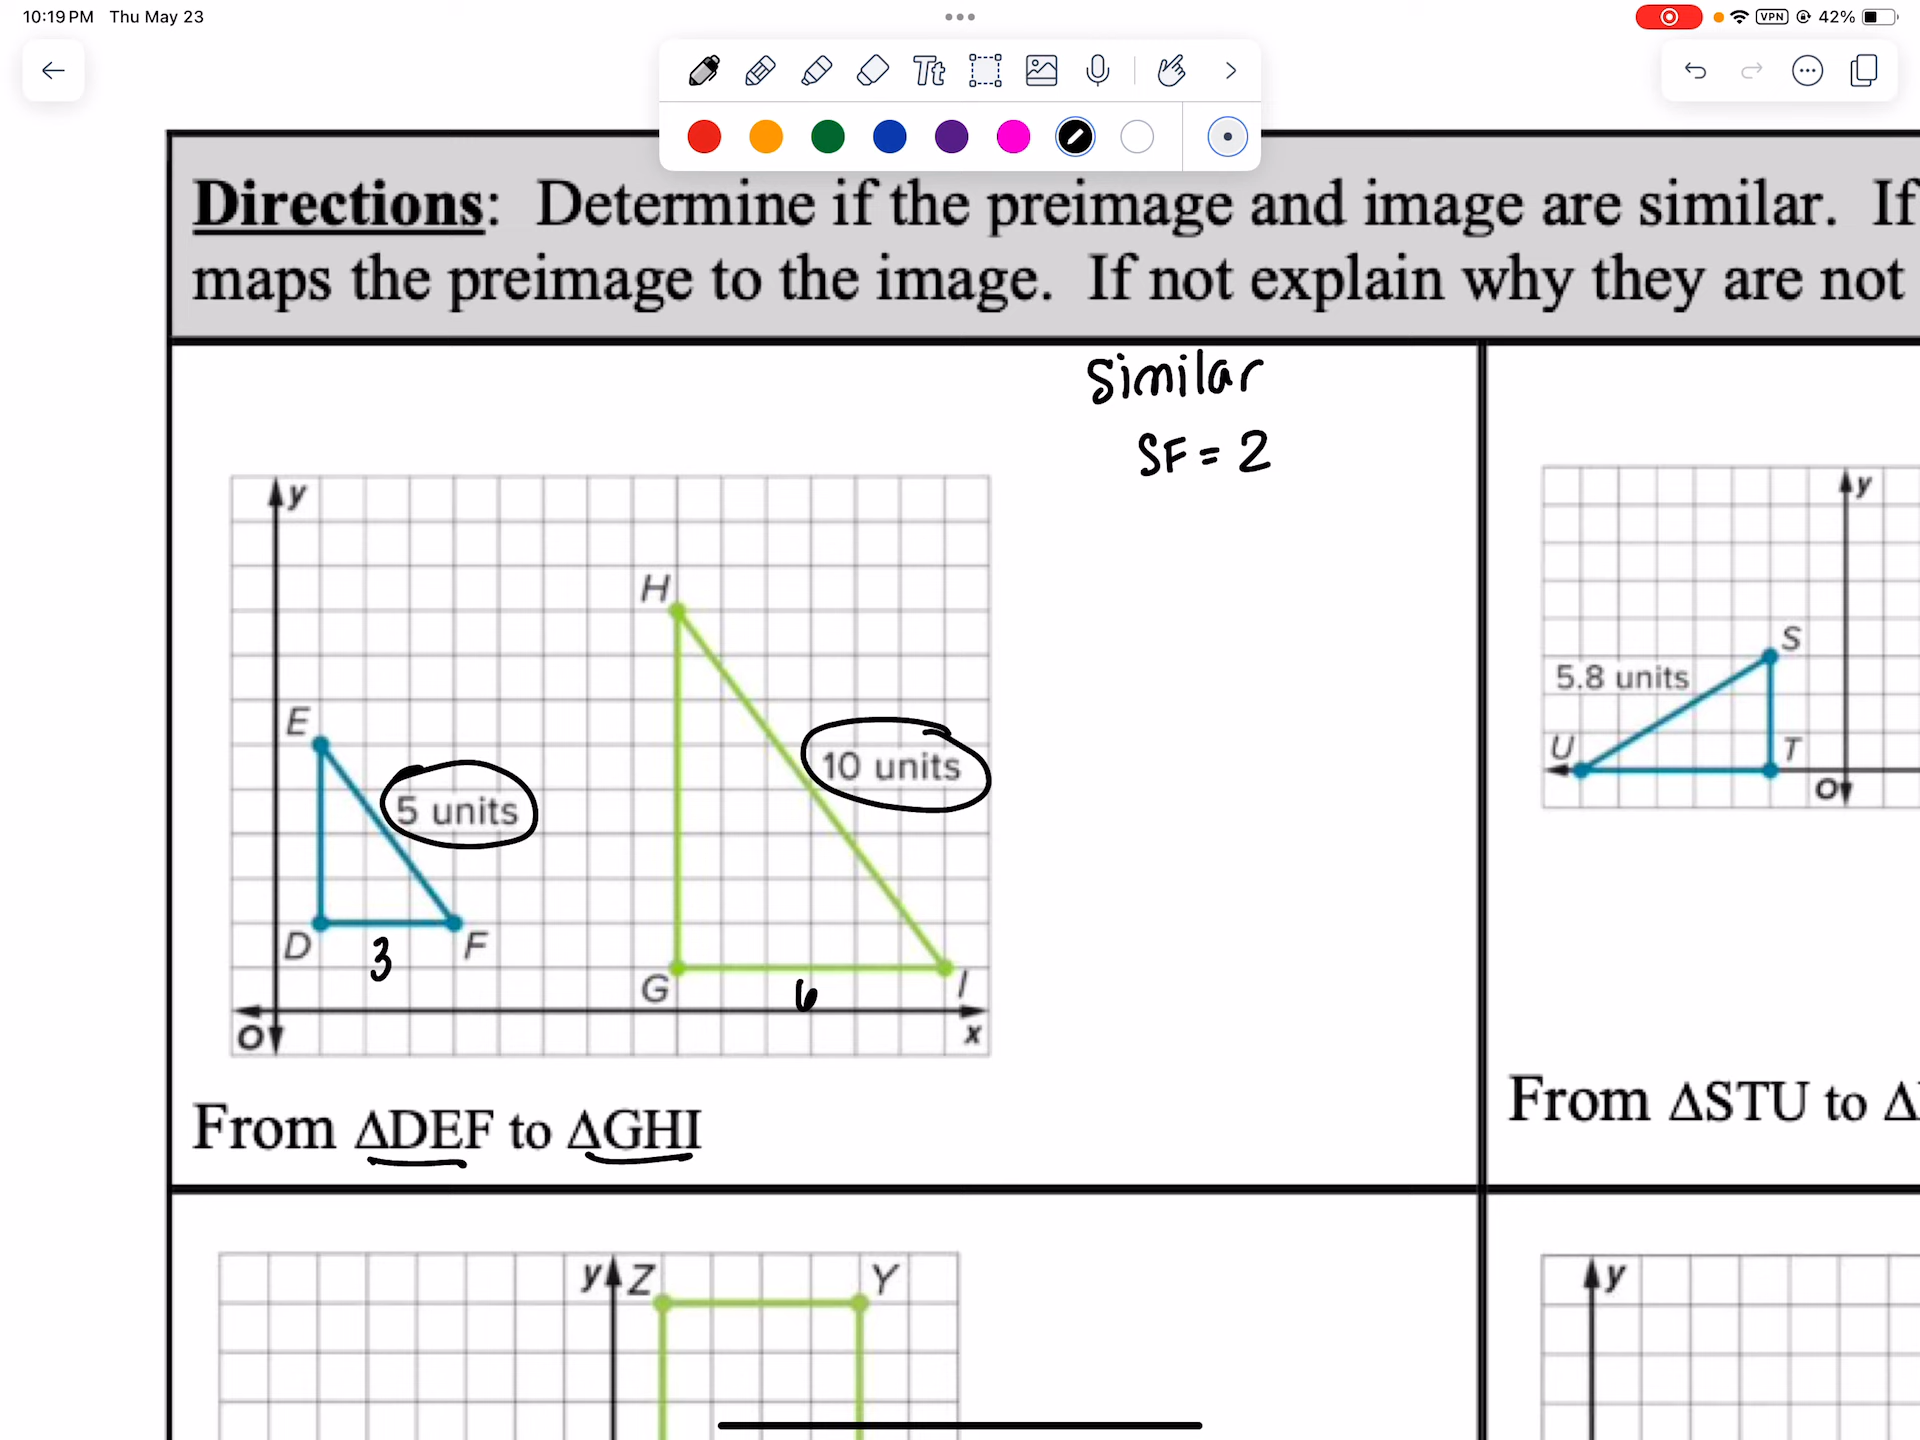 10:19 PM Thu May 23
VPN 42%
Tt
Directions: Determine if the preimage and image are similar. If
maps the preimage to the image. If not explain why they are not
Similar
SF = 2
y
H
E
10 units
5 units
D
3
F
G
6
I
O
x
From ΔDEF to ΔGHI
y
S
5.8 units
U
T
O
From ΔSTU to Δ
y
Z
Y
y